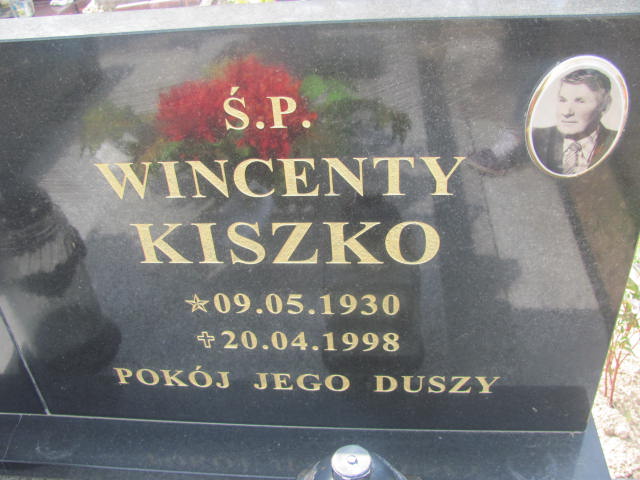 Ś.P.
WINCENTY
KISZKO
☆09.05.1930
✝20.04.1998
POKÓJ JEGO DUSZY